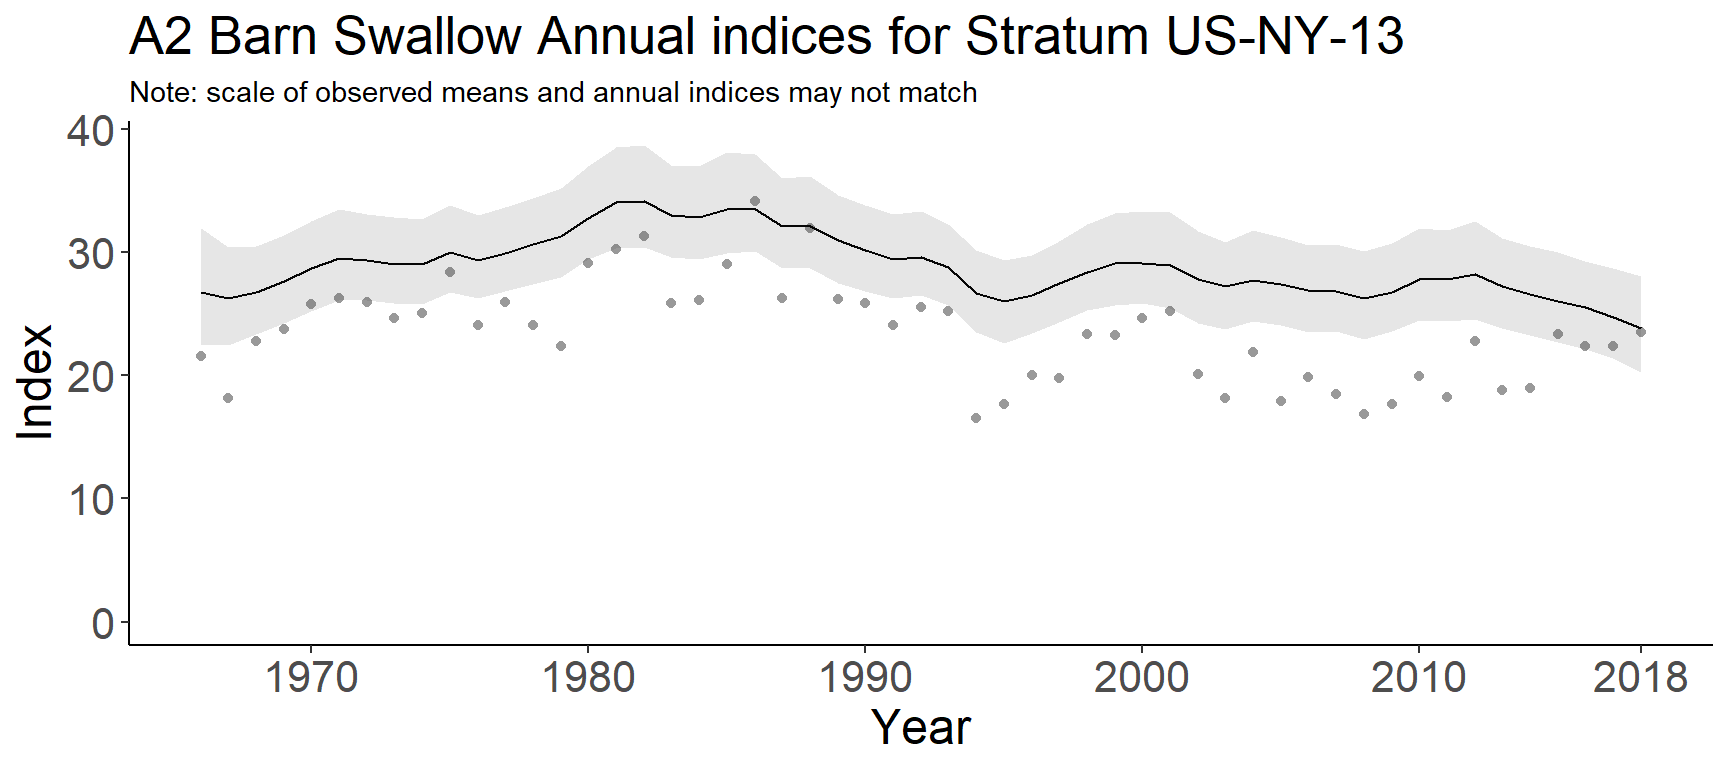 A2 Barn Swallow Annual indices for Stratum US-NY-13
Note: scale of observed means and annual indices may not match
40
30
20
10
0
Index
1970 1980 1990 2000 2010 2018
Year